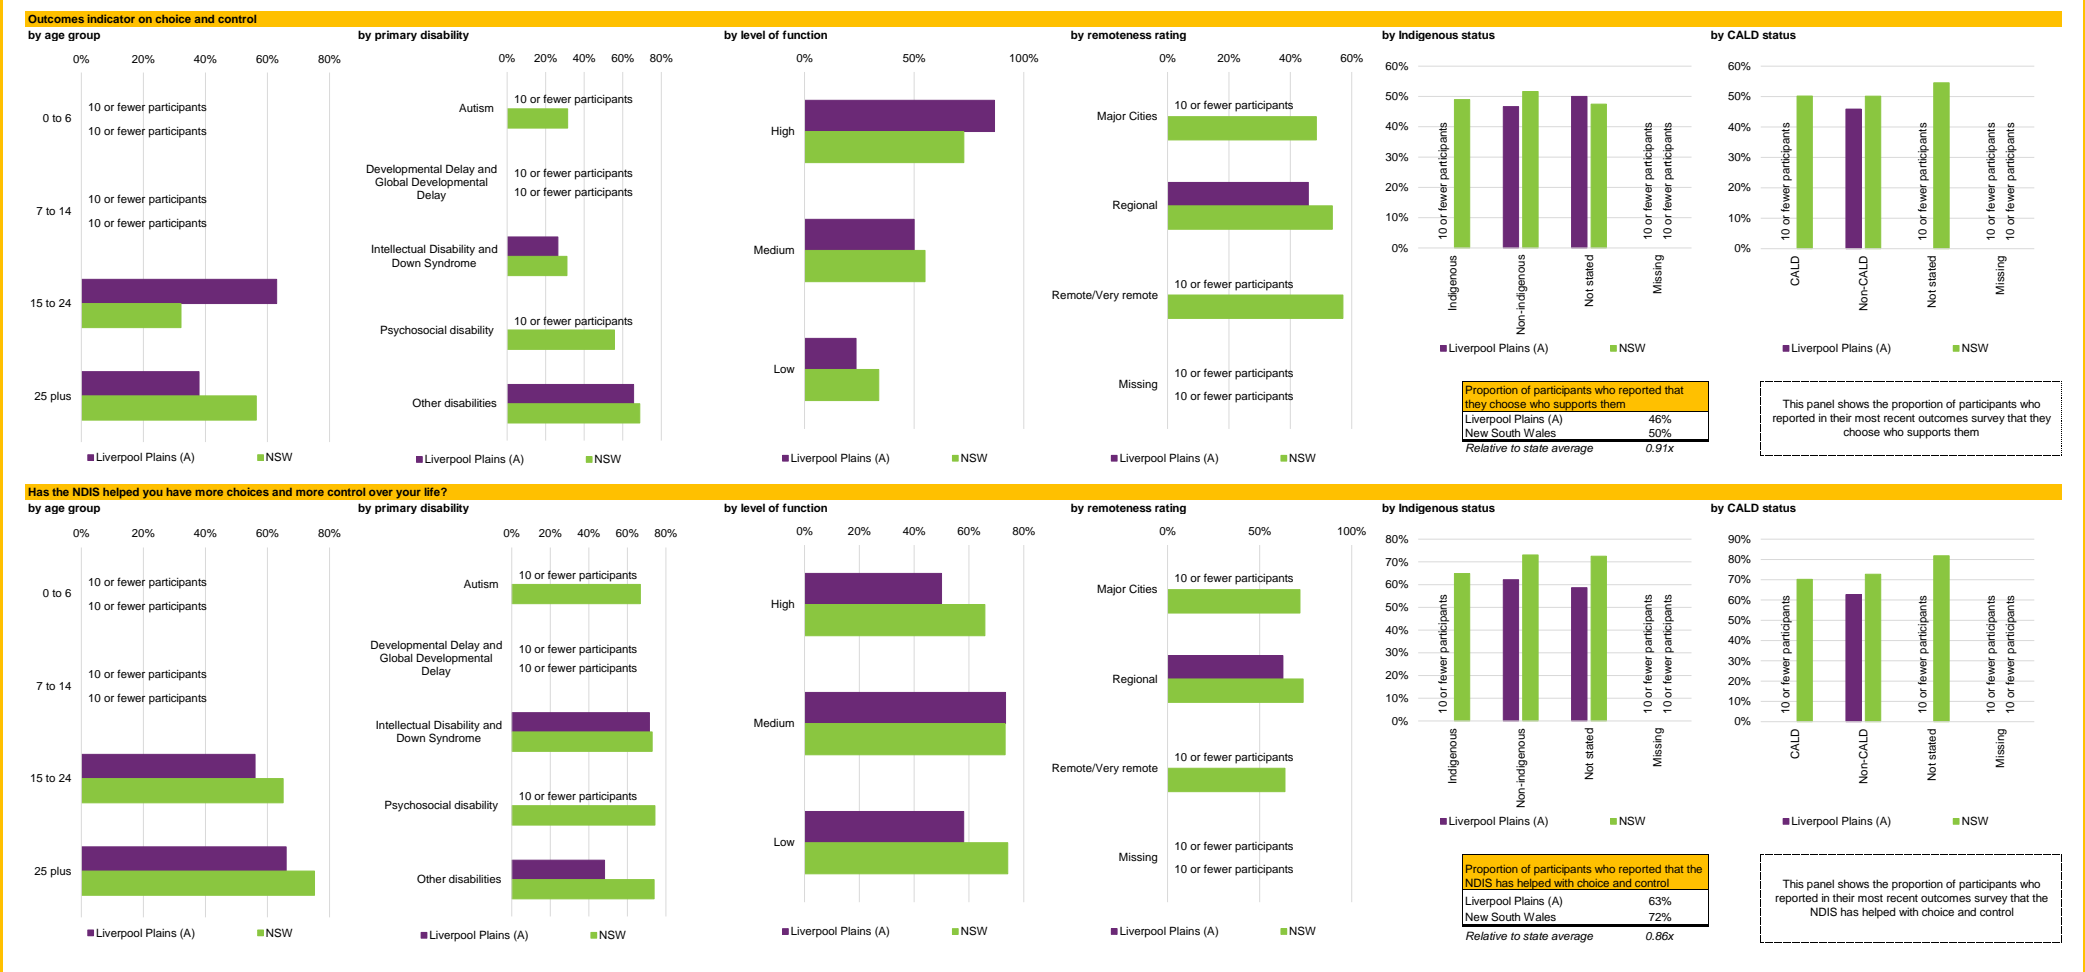 Outcomes indicator on choice and control
by age group
0% 20% 40% 60% 80%
0 to 6
10 or fewer participants
10 or fewer participants
7 to 14
10 or fewer participants
10 or fewer participants
15 to 24
25 plus
Liverpool Plains (A) NSW
by primary disability
0% 20% 40% 60% 80%
Autism
10 or fewer participants
Developmental Delay and
Global Developmental
Delay
10 or fewer participants
10 or fewer participants
Intellectual Disability and
Down Syndrome
Psychosocial disability
10 or fewer participants
Other disabilities
Liverpool Plains (A) NSW
by level of function
0% 50% 100%
High
Medium
Low
Liverpool Plains (A) NSW
by remoteness rating
0% 20% 40% 60%
Major Cities
10 or fewer participants
Regional
Remote/Very remote
10 or fewer participants
Missing
10 or fewer participants
10 or fewer participants
Liverpool Plains (A) NSW
by Indigenous status
60%
50%
40%
30%
20%
10%
0%
10 or fewer participants
10 or fewer participants
10 or fewer participants
Indigenous
Non-indigenous
Not stated
Missing
Liverpool Plains (A) NSW
by CALD status
60%
50%
40%
30%
20%
10%
0%
10 or fewer participants
10 or fewer participants
10 or fewer participants
10 or fewer participants
CALD
Non-CALD
Not stated
Missing
Liverpool Plains (A) NSW
Proportion of participants who reported that
they choose who supports them
Liverpool Plains (A) 46%
New South Wales 50%
Relative to state average 0.91x
This panel shows the proportion of participants who
reported in their most recent outcomes survey that they
choose who supports them
Has the NDIS helped you have more choices and more control over your life?
by age group
0% 20% 40% 60% 80%
0 to 6
10 or fewer participants
10 or fewer participants
7 to 14
10 or fewer participants
10 or fewer participants
15 to 24
25 plus
Liverpool Plains (A) NSW
by primary disability
0% 20% 40% 60% 80%
Autism
10 or fewer participants
Developmental Delay and
Global Developmental
Delay
10 or fewer participants
10 or fewer participants
Intellectual Disability and
Down Syndrome
Psychosocial disability
10 or fewer participants
Other disabilities
Liverpool Plains (A) NSW
by level of function
0% 20% 40% 60% 80%
High
Medium
Low
Liverpool Plains (A) NSW
by remoteness rating
0% 50% 100%
Major Cities
10 or fewer participants
Regional
Remote/Very remote
10 or fewer participants
Missing
10 or fewer participants
10 or fewer participants
Liverpool Plains (A) NSW
by Indigenous status
80%
70%
60%
50%
40%
30%
20%
10%
0%
10 or fewer participants
10 or fewer participants
10 or fewer participants
Indigenous
Non-indigenous
Not stated
Missing
Liverpool Plains (A) NSW
by CALD status
90%
80%
70%
60%
50%
40%
30%
20%
10%
0%
10 or fewer participants
10 or fewer participants
10 or fewer participants
10 or fewer participants
CALD
Non-CALD
Not stated
Missing
Liverpool Plains (A) NSW
Proportion of participants who reported that the
NDIS has helped with choice and control
Liverpool Plains (A) 63%
New South Wales 72%
Relative to state average 0.86x
This panel shows the proportion of participants who
reported in their most recent outcomes survey that the
NDIS has helped with choice and control